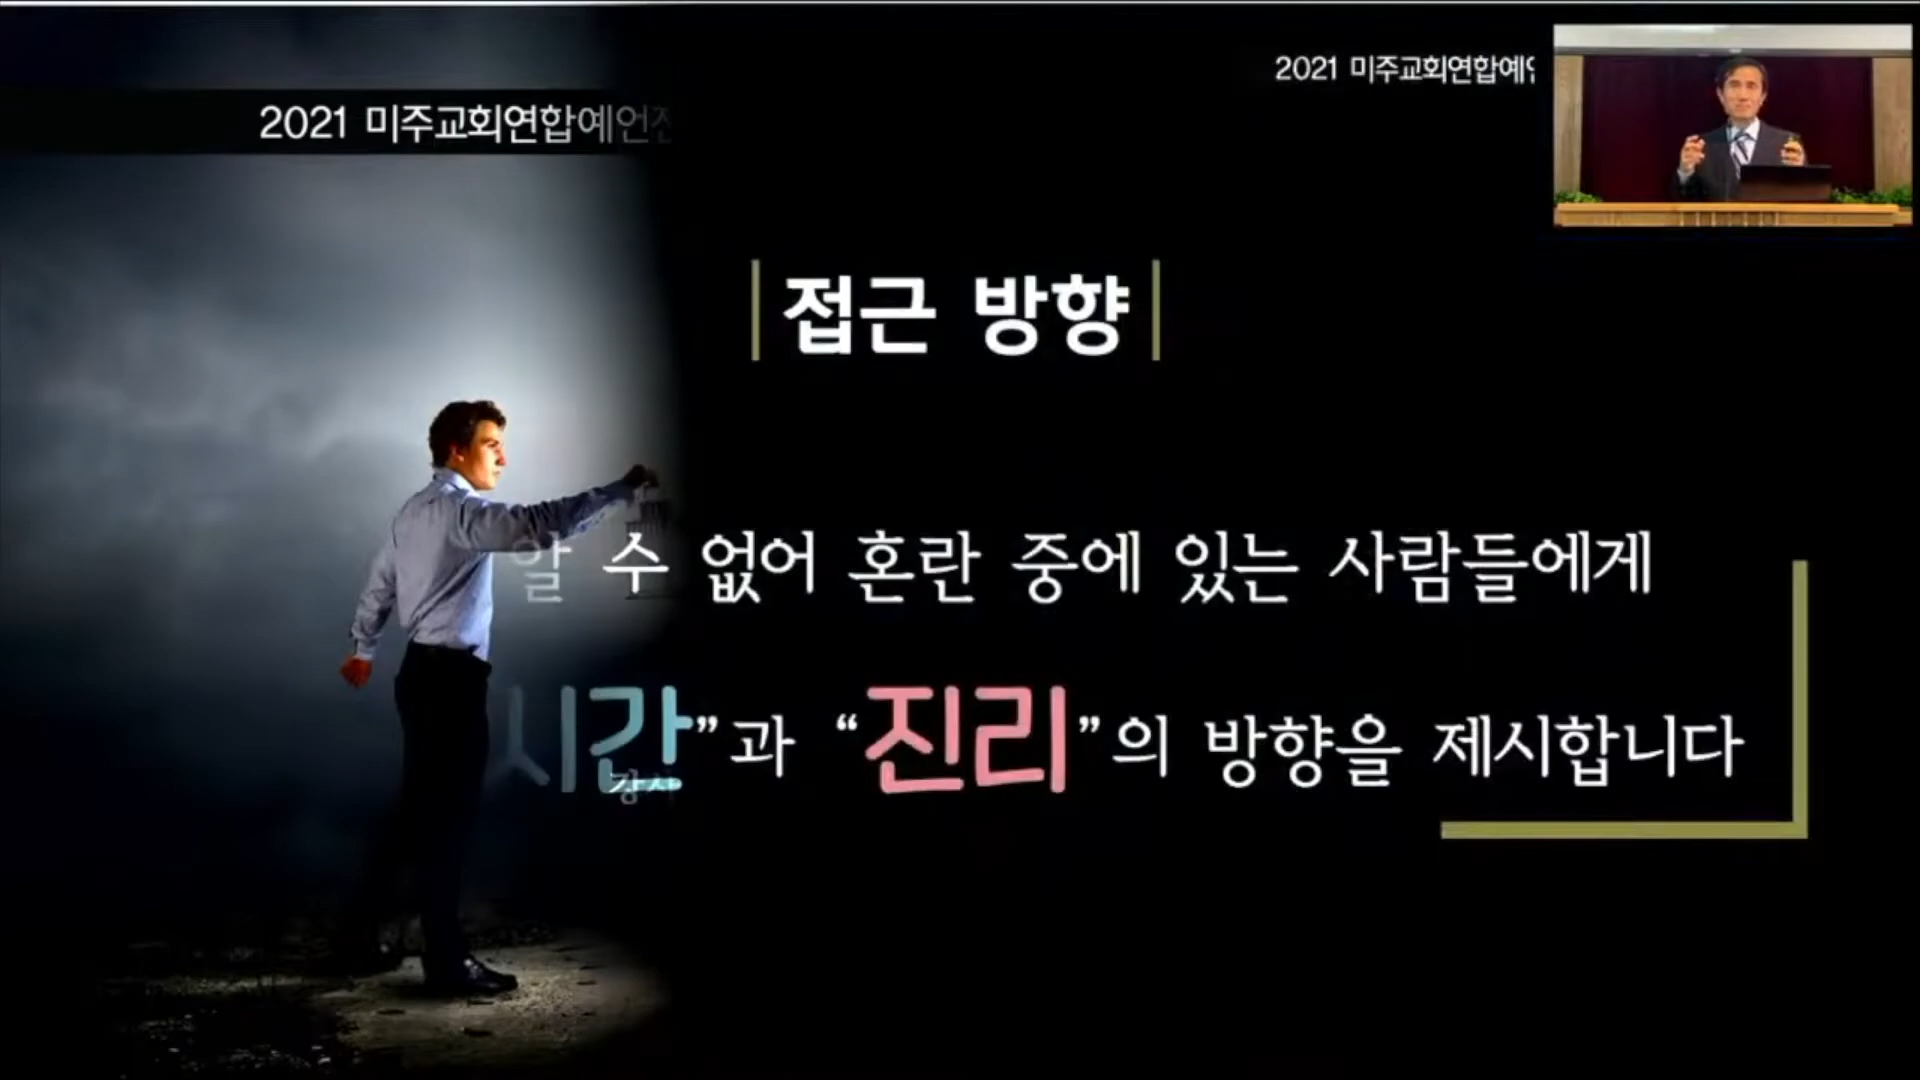 2021 미주교회연합예
2021 미주교회연합예언
접근 방향
알 수 없어 혼란 중에 있는 사람들에게
시간”과 “진리”의 방향을 제시합니다
강사